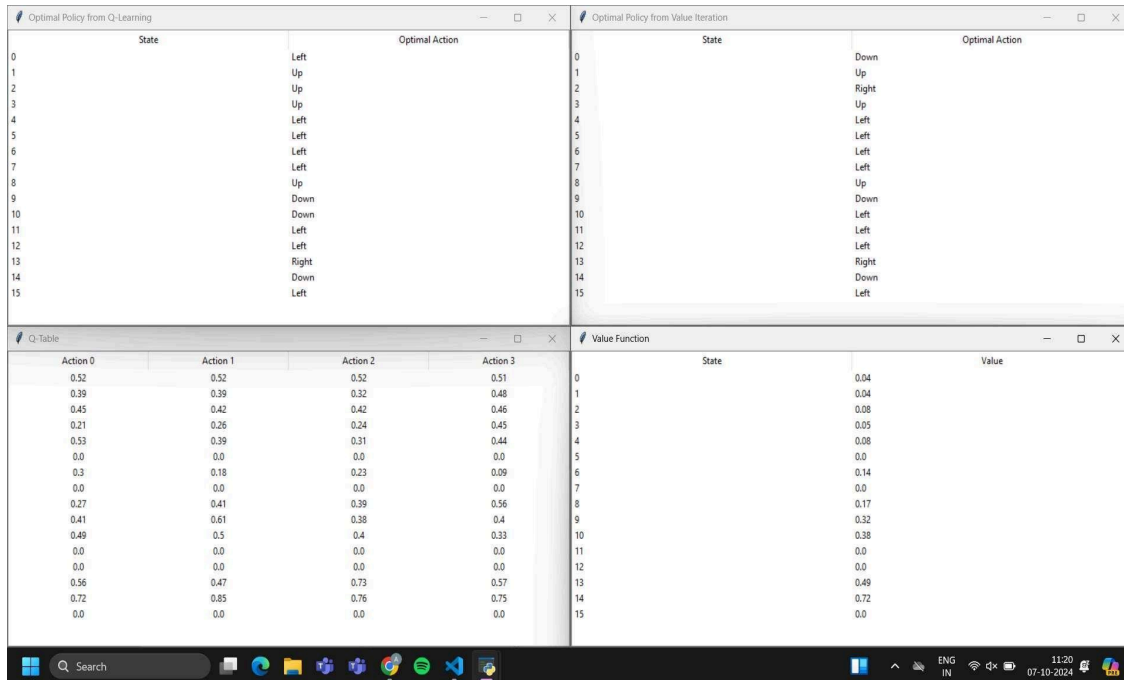 Optimal Policy from Q-Learning
State Optimal Action
0 Left
1 Up
2 Up
3 Up
4 Left
5 Left
6 Left
7 Left
8 Up
9 Down
10 Down
11 Left
12 Left
13 Right
14 Down
15 Left
Optimal Policy from Value Iteration
State Optimal Action
0 Down
1 Up
2 Right
3 Up
4 Left
5 Left
6 Left
7 Left
8 Up
9 Down
10 Left
11 Left
12 Left
13 Right
14 Down
15 Left
Q-Table
Action 0 Action 1 Action 2 Action 3
0.52 0.52 0.52 0.51
0.39 0.39 0.32 0.48
0.45 0.42 0.42 0.46
0.21 0.26 0.24 0.45
0.53 0.39 0.31 0.44
0.0 0.0 0.0 0.0
0.3 0.18 0.23 0.09
0.0 0.0 0.0 0.0
0.27 0.41 0.39 0.56
0.41 0.61 0.38 0.4
0.49 0.5 0.4 0.33
0.0 0.0 0.0 0.0
0.0 0.0 0.0 0.0
0.56 0.47 0.73 0.57
0.72 0.85 0.76 0.75
0.0 0.0 0.0 0.0
Value Function
State Value
0 0.04
1 0.04
2 0.08
3 0.05
4 0.08
5 0.0
6 0.14
7 0.0
8 0.17
9 0.32
10 0.38
11 0.0
12 0.0
13 0.49
14 0.72
15 0.0
Search
ENG
IN
11:20
07-10-2024